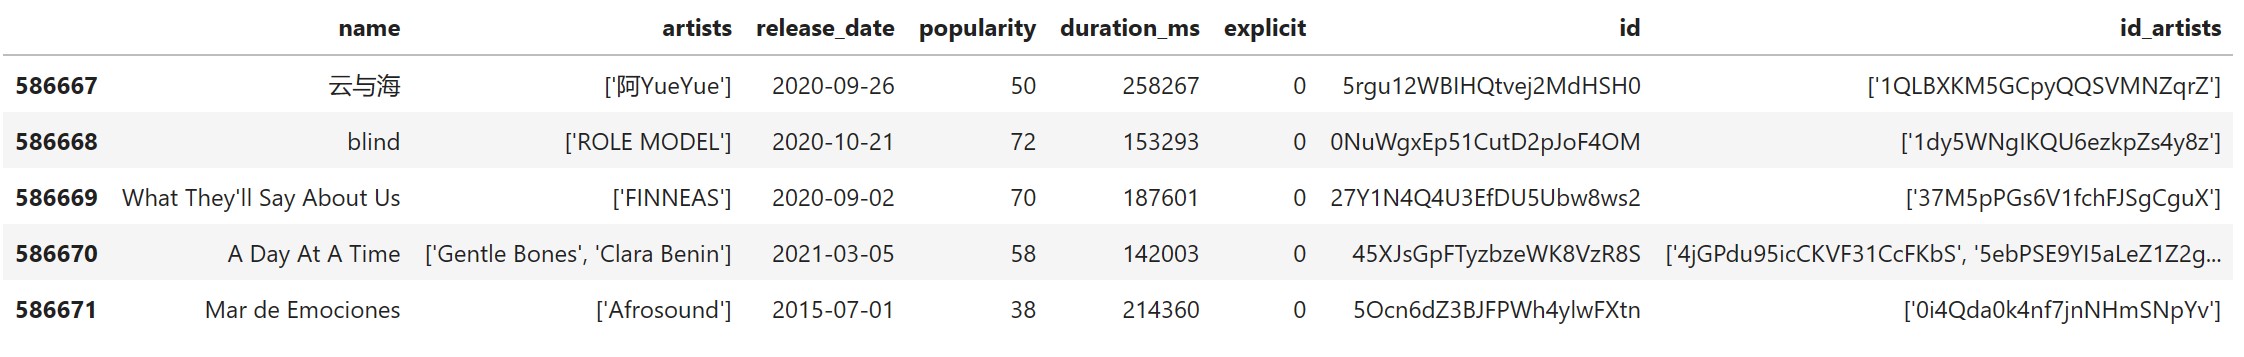 name artists release_date popularity duration_ms explicit id id_artists
586667 云与海 ['阿YueYue'] 2020-09-26 50 258267 0 5rgu12WBIHQtvej2MdHSH0 ['1QLBXKM5GCpyQQSVMNZqrZ']
586668 blind ['ROLE MODEL'] 2020-10-21 72 153293 0 0NuWgxEp51CutD2pJoF4OM ['1dy5WNgIKQU6ezkpZs4y8z']
586669 What They'll Say About Us ['FINNEAS'] 2020-09-02 70 187601 0 27Y1N4Q4U3EfDU5Ubw8ws2 ['37M5pPGs6V1fchFJSgCguX']
586670 A Day At A Time ['Gentle Bones', 'Clara Benin'] 2021-03-05 58 142003 0 45XJsGpFTyzbzeWK8VzR8S ['4jGPdu95icCKVF31CcFKbS', '5ebPSE9YI5aLeZ1Z2g...
586671 Mar de Emociones ['Afrosound'] 2015-07-01 38 214360 0 5Ocn6dZ3BJFPWh4ylwFXtn ['0i4Qda0k4nf7jnNHmSNpYv']